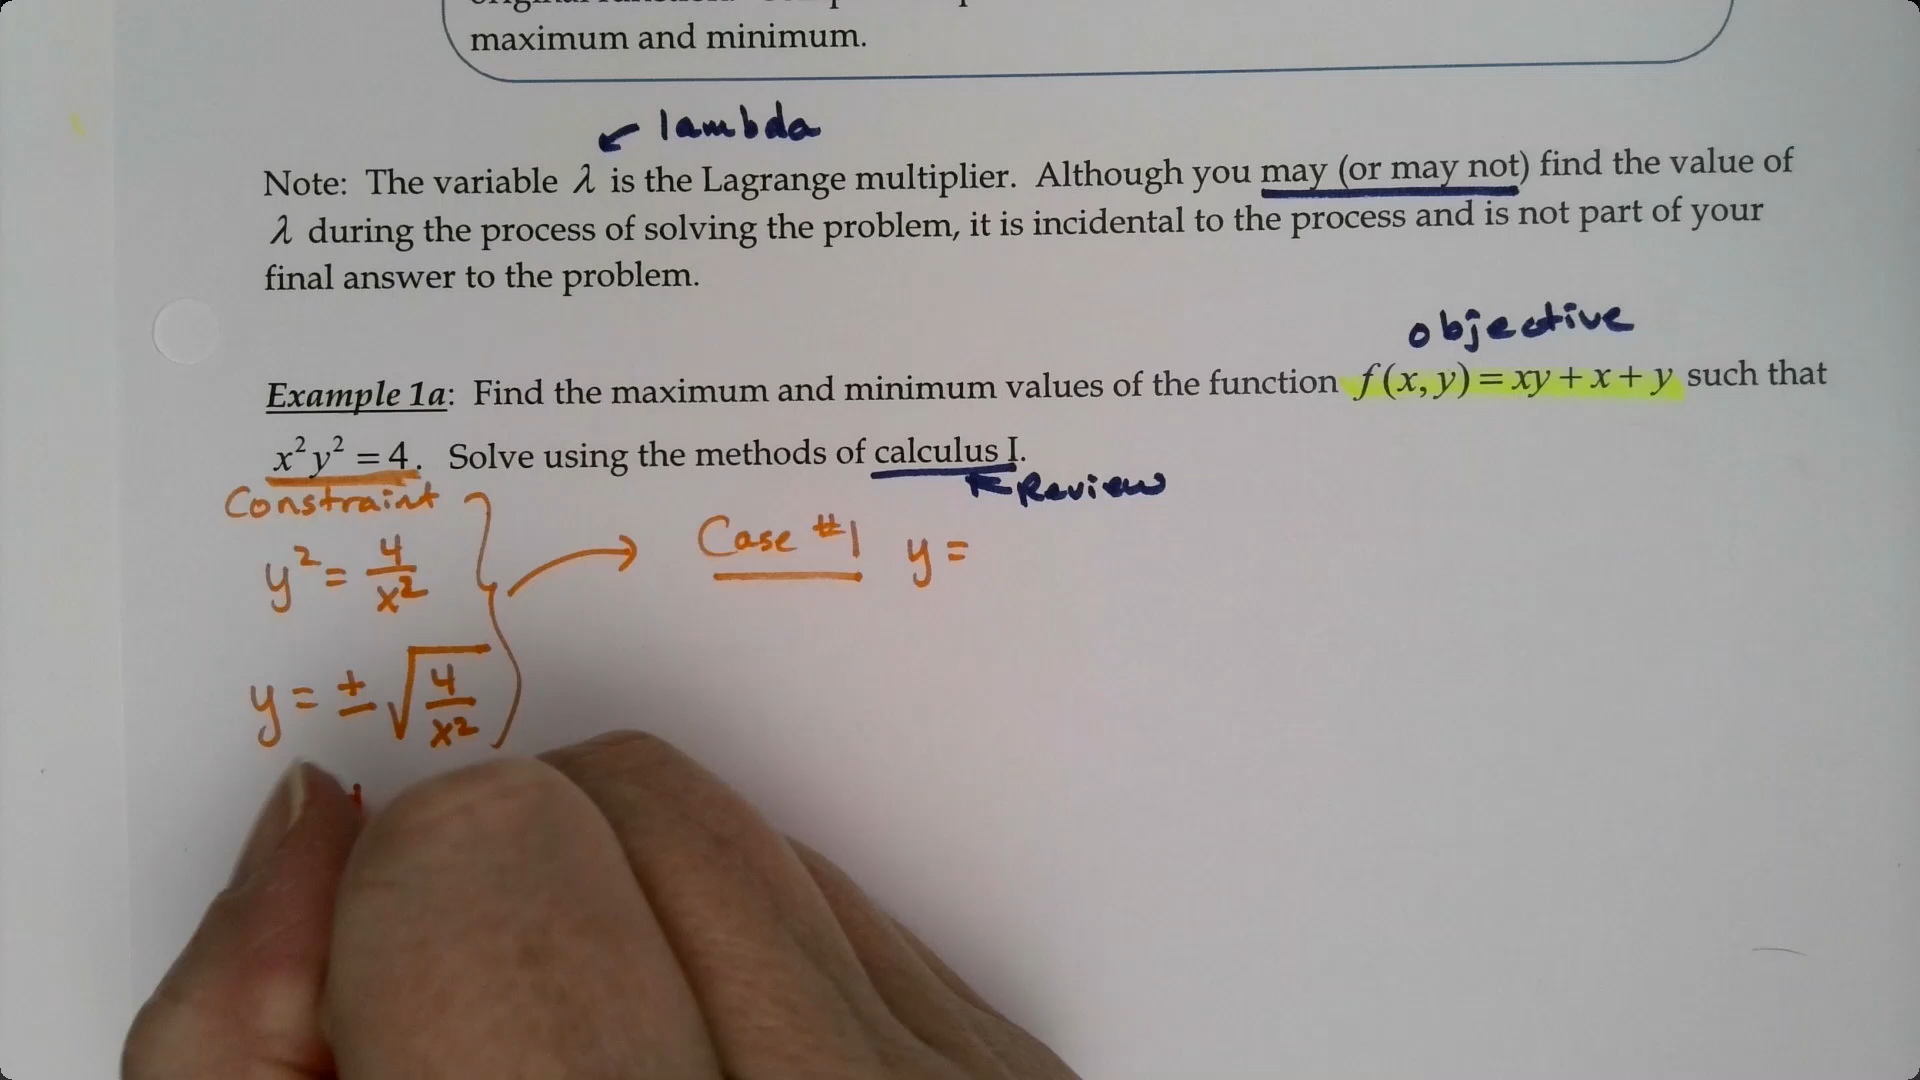 maximum and minimum.
← lambda
Note: The variable λ is the Lagrange multiplier. Although you may (or may not) find the value of
λ during the process of solving the problem, it is incidental to the process and is not part of your
final answer to the problem.
objective
Example 1a: Find the maximum and minimum values of the function f(x, y) = xy + x + y such that
x² y² = 4. Solve using the methods of calculus I.
Constraint
Review
Case #1 y =
y² = 4/x²
y = ± √(4/x²)